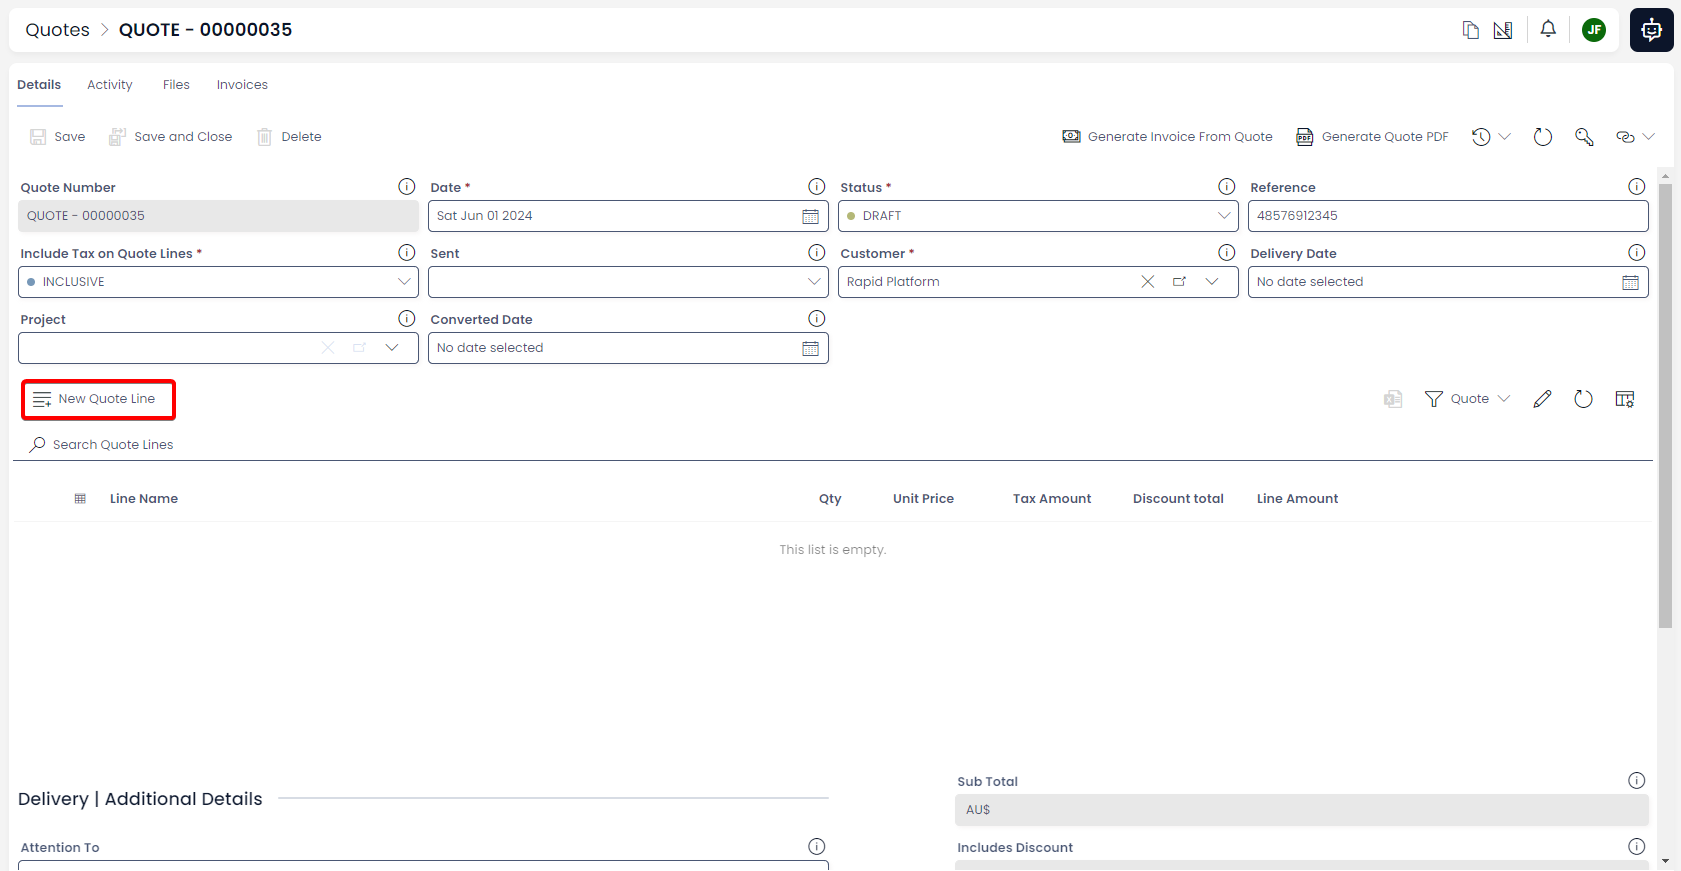 Quotes > QUOTE - 00000035
JF
Details Activity Files Invoices
Save Save and Close Delete Generate Invoice From Quote PDF Generate Quote PDF
Quote Number Date * Status * Reference
QUOTE - 00000035 Sat Jun 01 2024 DRAFT 48576912345
Include Tax on Quote Lines * Sent Customer * Delivery Date
INCLUSIVE Rapid Platform No date selected
Project Converted Date
No date selected
New Quote Line Quote
Search Quote Lines
Line Name Qty Unit Price Tax Amount Discount total Line Amount
This list is empty.
Sub Total
Delivery | Additional Details
AU$
Attention To Includes Discount